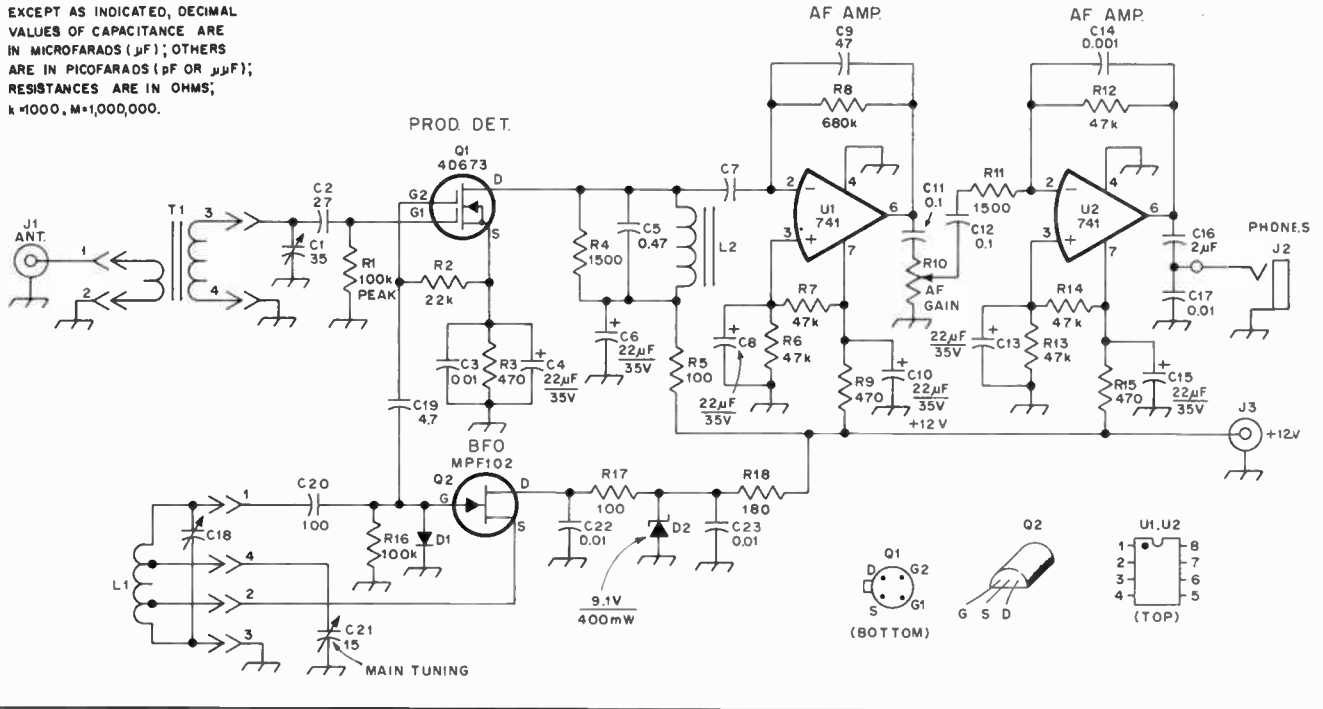 EXCEPT AS INDICATED, DECIMAL
VALUES OF CAPACITANCE ARE
IN MICROFARADS (µF); OTHERS
ARE IN PICOFARADS (pF OR µµF);
RESISTANCES ARE IN OHMS;
k=1000, M=1,000,000.
AF AMP.
C9
47
R8
680k
AF AMP.
C14
0.001
R12
47k
PROD. DET.
Q1
4D673
G2
G1
D
S
J1
ANT.
1
2
T1
3
4
C2
27
C1
35
R1
100k
PEAK
R2
22k
C3
0.01
R3
470
C4
22µF
35V
R4
1500
C5
0.47
L2
C6
22µF
35V
R5
100
C7
2
3
4
6
7
U1
741
R7
47k
C8
22µF
35V
R6
47k
R9
470
C10
22µF
35V
C11
0.1
R10
AF
GAIN
C12
0.1
R11
1500
2
3
4
6
7
U2
741
R14
47k
22µF
35V
C13
R13
47k
R15
470
C15
22µF
35V
C16
2µF
C17
0.01
PHONES
J2
J3
+12V
+12V
C19
4.7
BFO
MPF102
Q2
G
D
S
L1
C18
1
4
2
3
C20
100
R16
100k
D1
C21
15
MAIN TUNING
C22
0.01
R17
100
D2
9.1V
400mW
C23
0.01
R18
180
Q1
D
G2
S
G1
(BOTTOM)
Q2
G S D
U1,U2
1 8
2 7
3 6
4 5
(TOP)